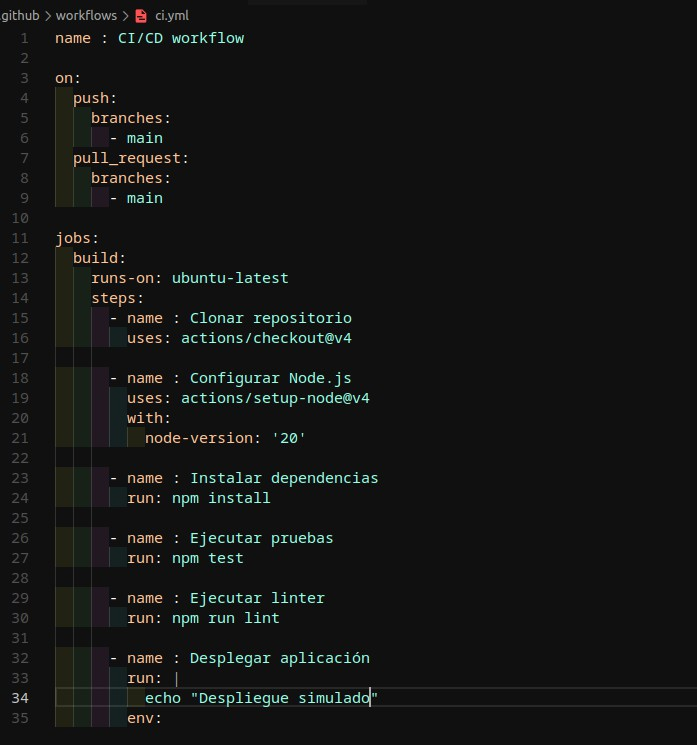 .github > workflows > ci.yml
1 name : CI/CD workflow
2
3 on:
4 push:
5 branches:
6 - main
7 pull_request:
8 branches:
9 - main
10
11 jobs:
12 build:
13 runs-on: ubuntu-latest
14 steps:
15 - name : Clonar repositorio
16 uses: actions/checkout@v4
17
18 - name : Configurar Node.js
19 uses: actions/setup-node@v4
20 with:
21 node-version: '20'
22
23 - name : Instalar dependencias
24 run: npm install
25
26 - name : Ejecutar pruebas
27 run: npm test
28
29 - name : Ejecutar linter
30 run: npm run lint
31
32 - name : Desplegar aplicación
33 run: |
34 echo "Despliegue simulado"
35 env: